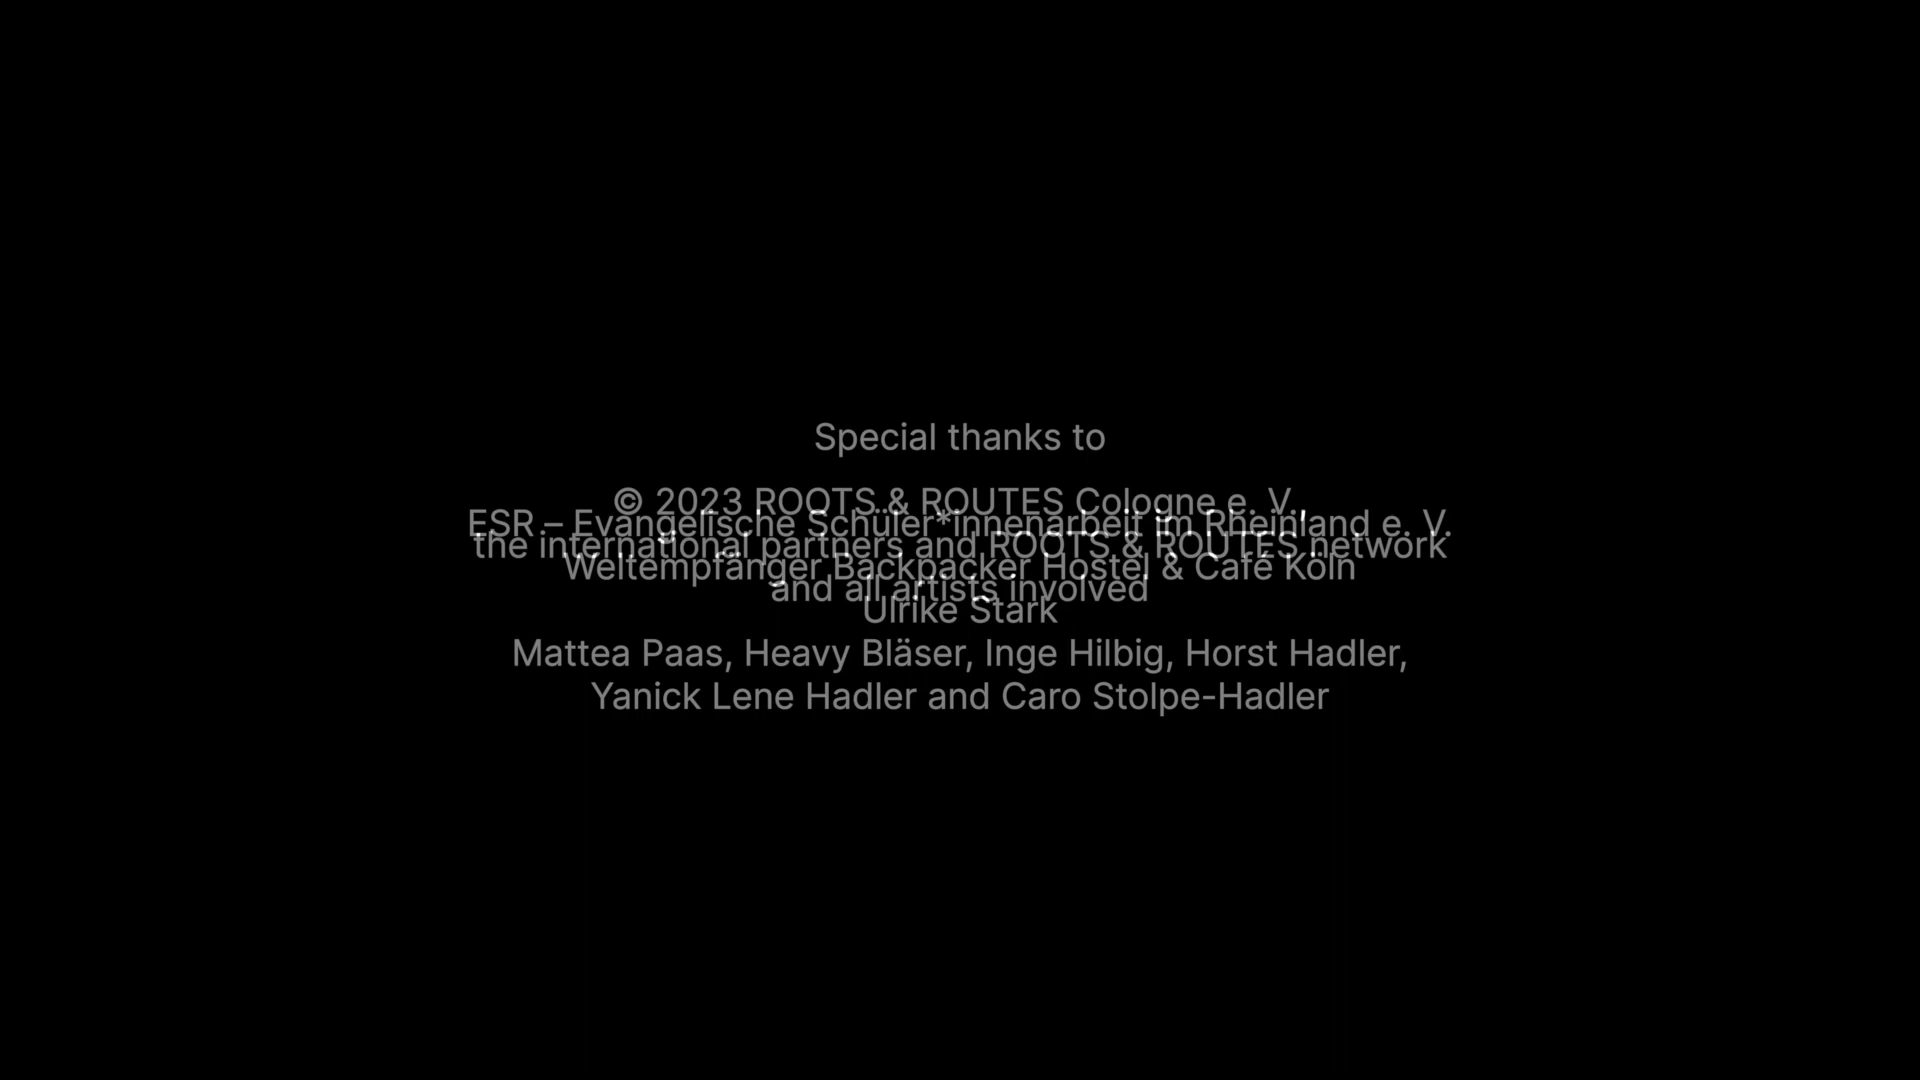 Special thanks to
© 2023 ROOTS & ROUTES Cologne e. V.
ESR – Evangelische Schüler*innenarbeit im Rheinland e. V.
the international partners and ROOTS & ROUTES network
Weltempfänger Backpacker Hostel & Café Köln
and all artists involved
Ulrike Stark
Mattea Paas, Heavy Bläser, Inge Hilbig, Horst Hadler,
Yanick Lene Hadler and Caro Stolpe-Hadler